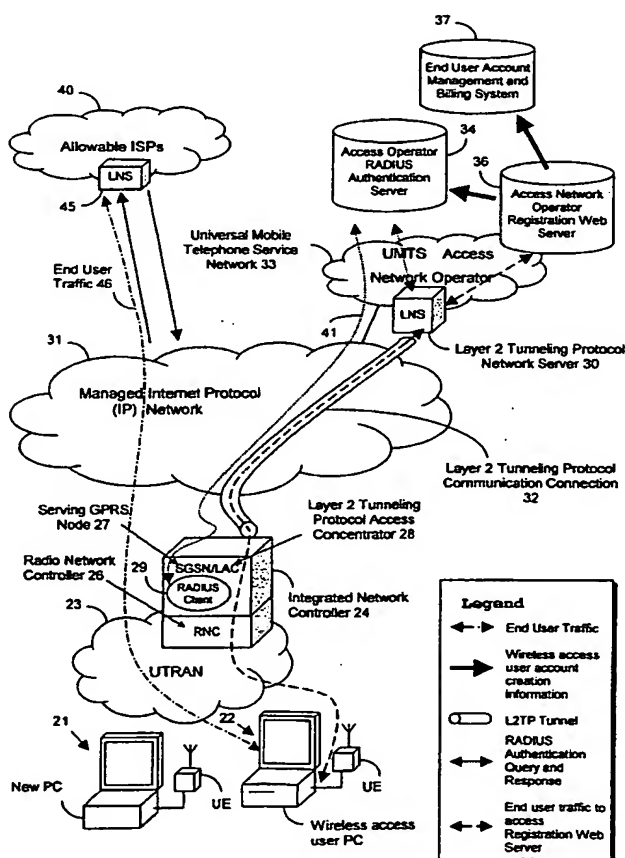 37
End User Account
Management and
Billing System
40
Allowable ISPs
LNS
45
34
Access Operator
RADIUS
Authentication
Server
36
Access Network
Operator
Registration Web
Server
Universal Mobile
Telephone Service
Network 33
UMTS Access
Network Operator
End User
Traffic 46
41
LNS
Layer 2 Tunneling Protocol
Network Server 30
31
Managed Internet Protocol
(IP) Network
Layer 2 Tunneling Protocol
Communication Connection
32
Serving GPRS
Node 27
Layer 2 Tunneling
Protocol Access
Concentrator 28
Radio Network
Controller 26
29
SGSN/LAC
RADIUS
Client
Integrated Network
Controller 24
23
RNC
UTRAN
21
22
New PC
UE
UE
Wireless access
user PC
Legend
End User Traffic
Wireless access
user account
creation
information
L2TP Tunnel
RADIUS
Authentication
Query and
Response
End user traffic to
access
Registration Web
Server